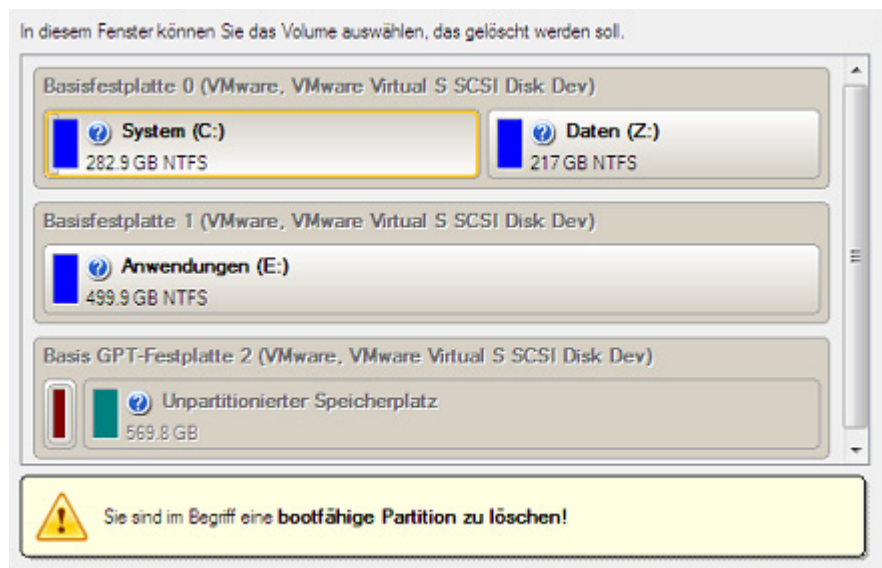 In diesem Fenster können Sie das Volume auswählen, das gelöscht werden soll.
Basisfestplatte 0 (VMware, VMware Virtual S SCSI Disk Dev)
System (C:)
282.9 GB NTFS
Daten (Z:)
217 GB NTFS
Basisfestplatte 1 (VMware, VMware Virtual S SCSI Disk Dev)
Anwendungen (E:)
499.9 GB NTFS
Basis GPT-Festplatte 2 (VMware, VMware Virtual S SCSI Disk Dev)
Unpartitionierter Speicherplatz
569.8 GB
Sie sind im Begriff eine bootfähige Partition zu löschen!